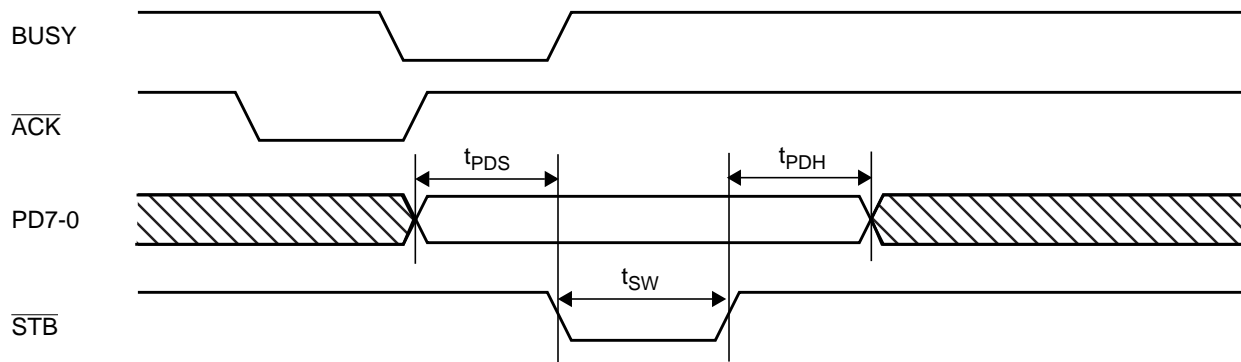 BUSY
ACK
tPDS
tPDH
PD7-0
tSW
STB